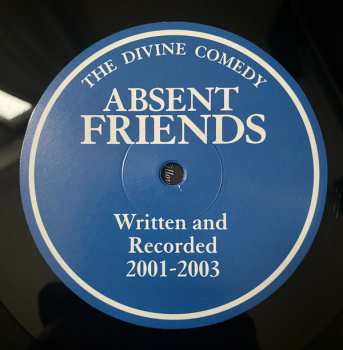 THE DIVINE COMEDY
ABSENT
FRIENDS
Written and
Recorded
2001-2003